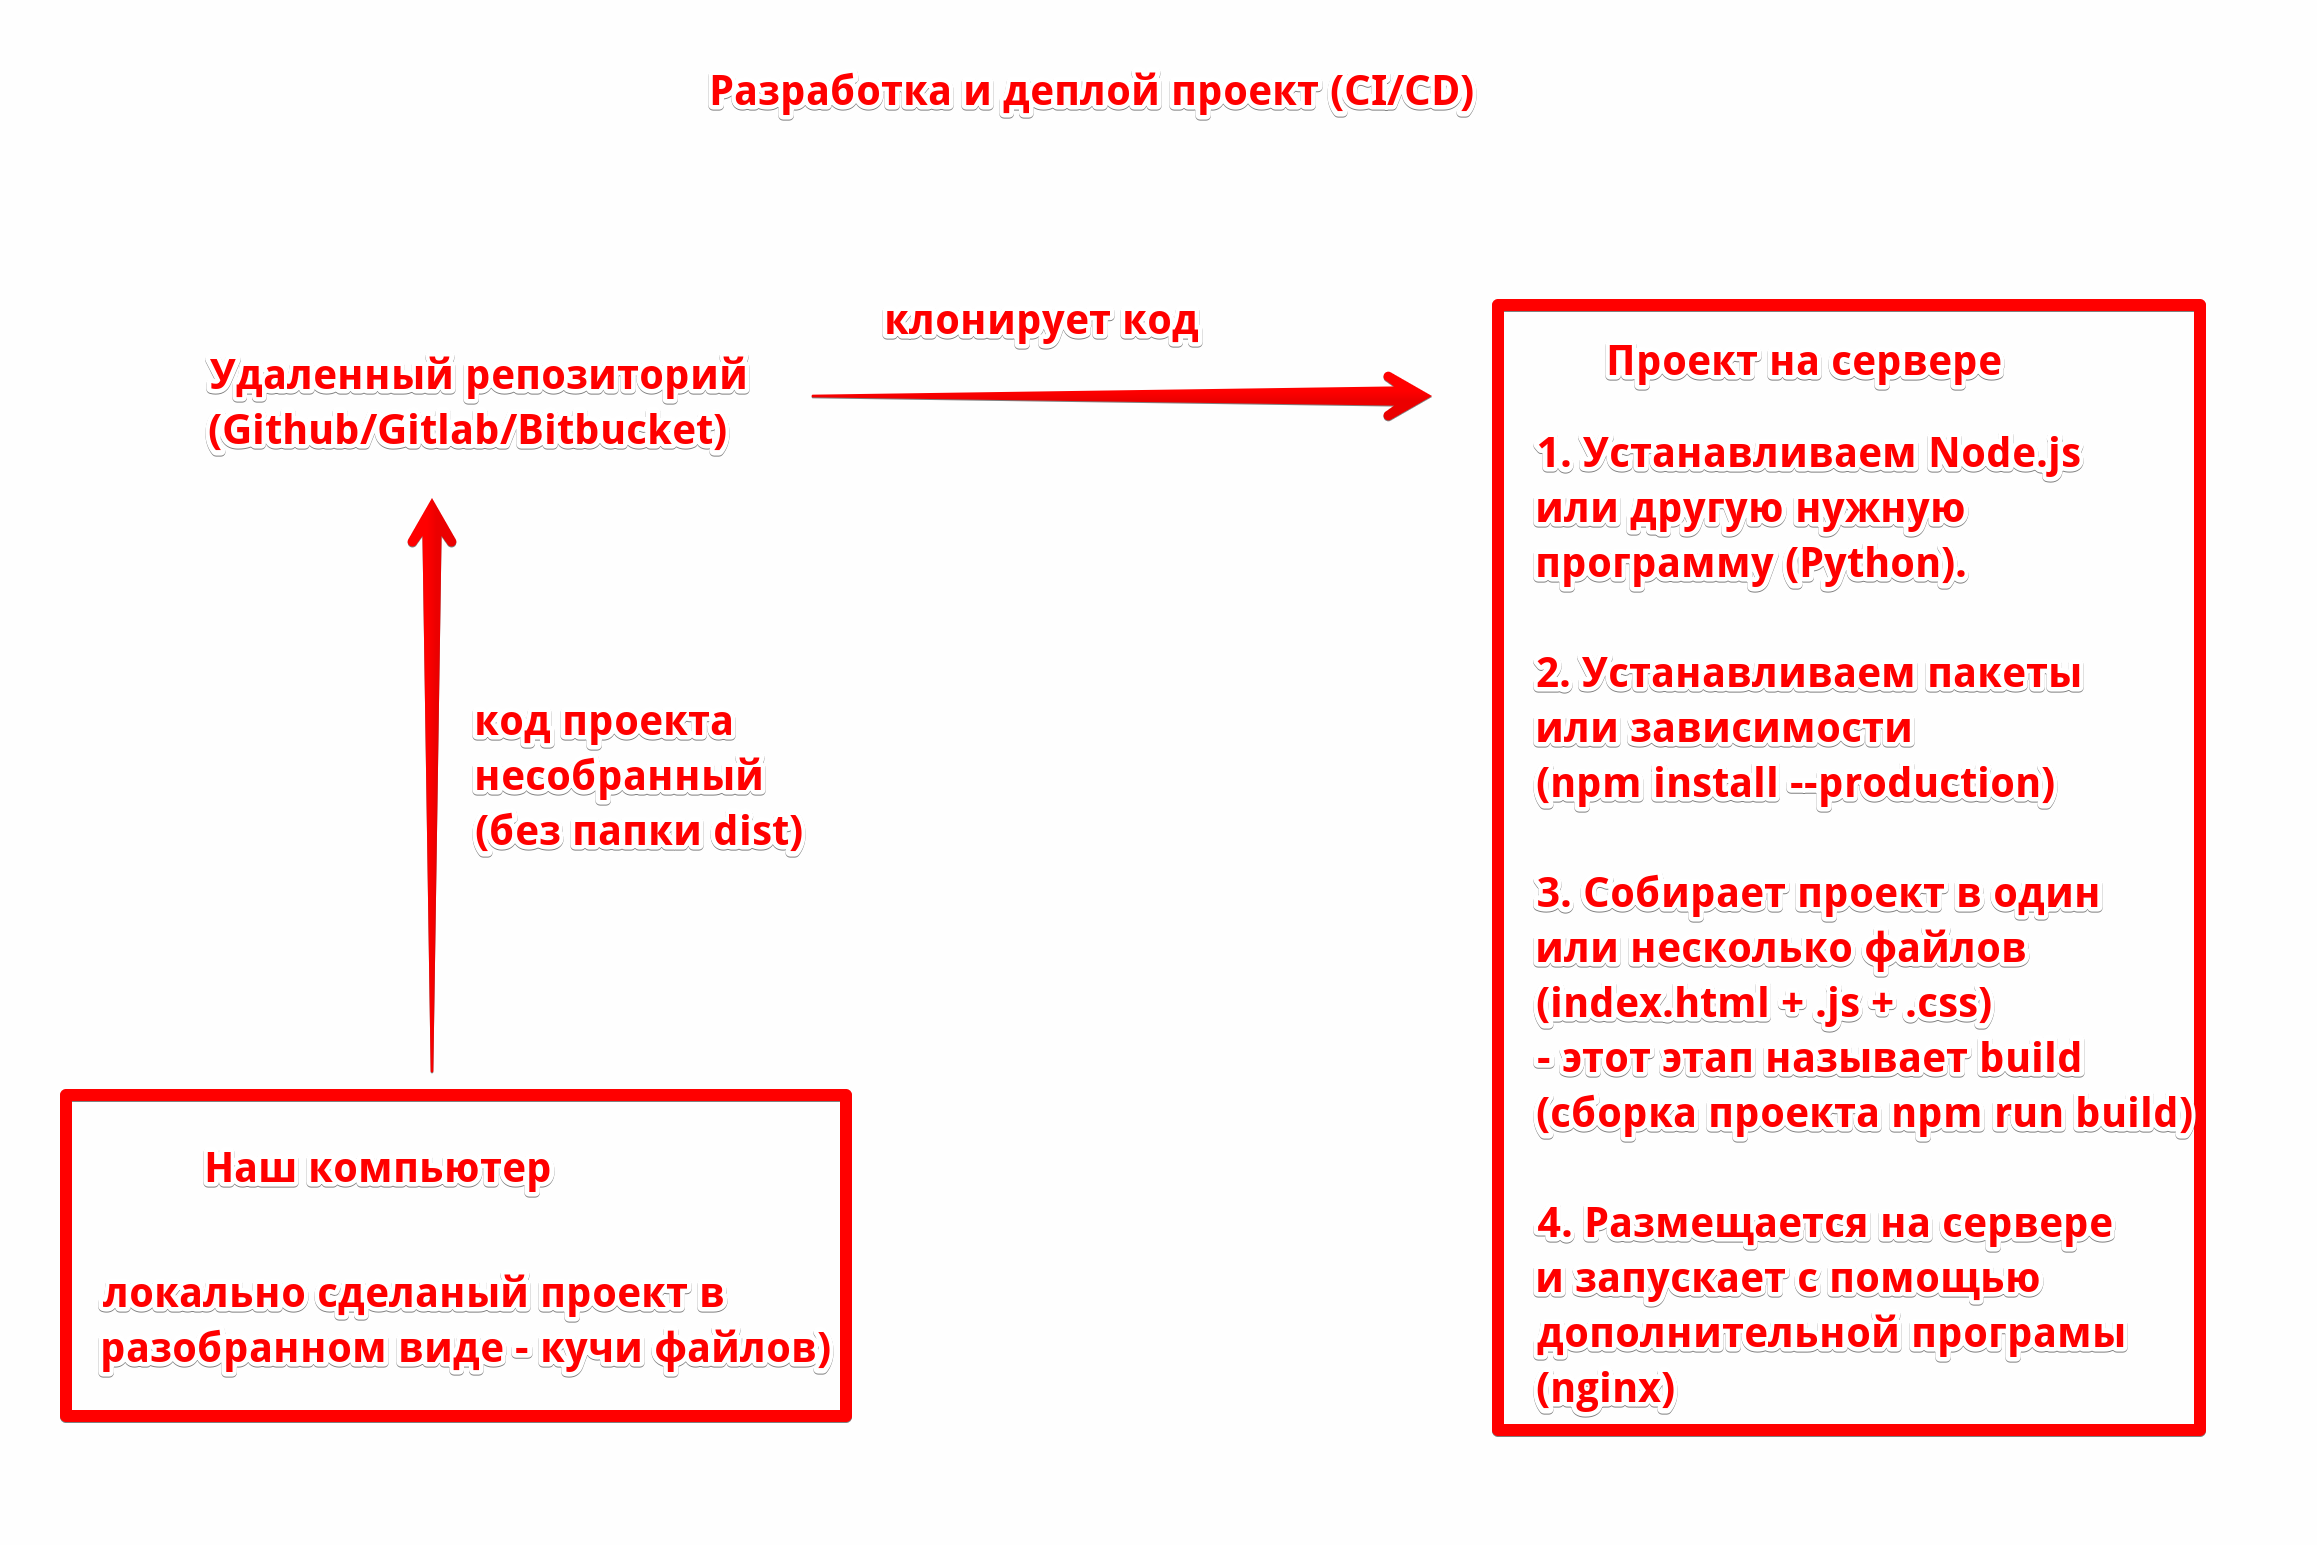 Разработка и деплой проект (CI/CD)
клонирует код
Удаленный репозиторий
(Github/Gitlab/Bitbucket)
код проекта
несобранный
(без папки dist)
Наш компьютер
локально сделаный проект в
разобранном виде - кучи файлов)
Проект на сервере
1. Устанавливаем Node.js
или другую нужную
программу (Python).
2. Устанавливаем пакеты
или зависимости
(npm install --production)
3. Собирает проект в один
или несколько файлов
(index.html + .js + .css)
- этот этап называет build
(сборка проекта npm run build)
4. Размещается на сервере
и запускает с помощью
дополнительной програмы
(nginx)